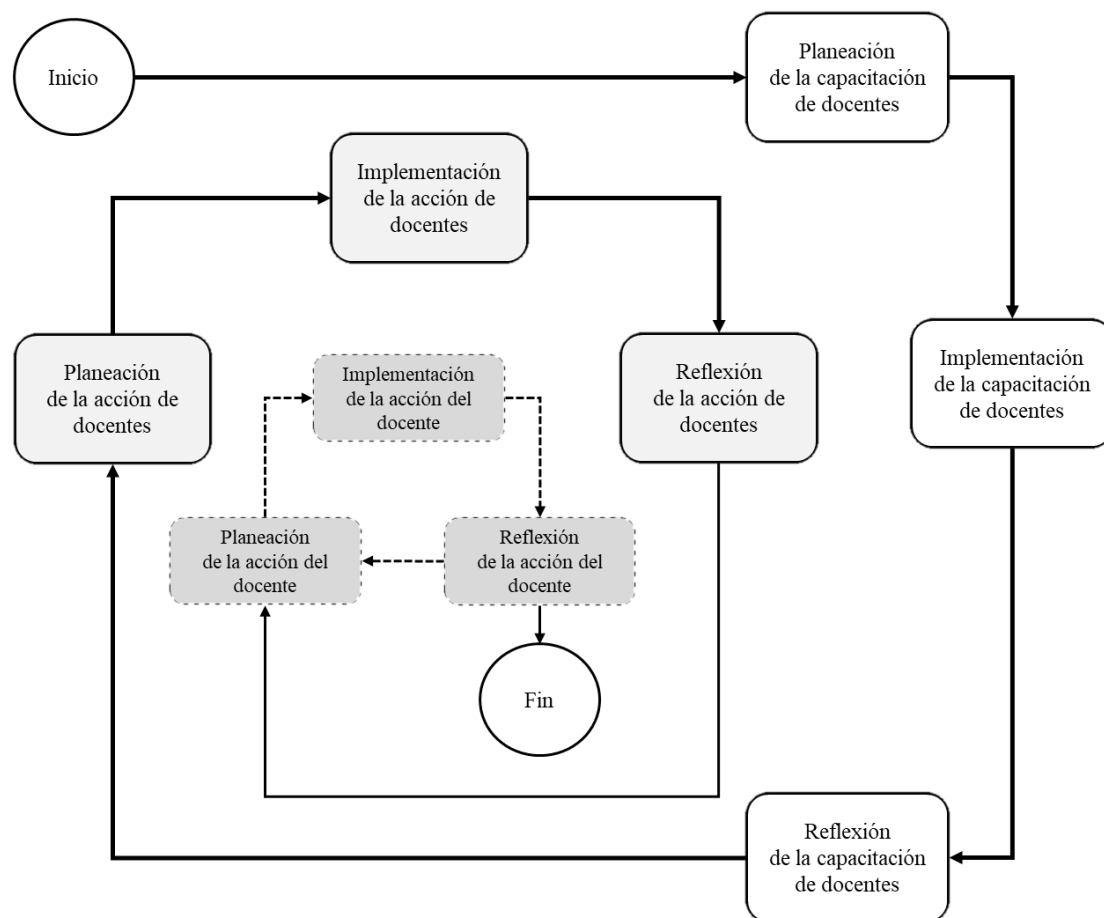 Inicio
Planeación
de la capacitación
de docentes
Implementación
de la acción de
docentes
Planeación
de la acción de
docentes
Reflexión
de la acción de
docentes
Implementación
de la capacitación
de docentes
Implementación
de la acción del
docente
Planeación
de la acción del
docente
Reflexión
de la acción del
docente
Fin
Reflexión
de la capacitación
de docentes